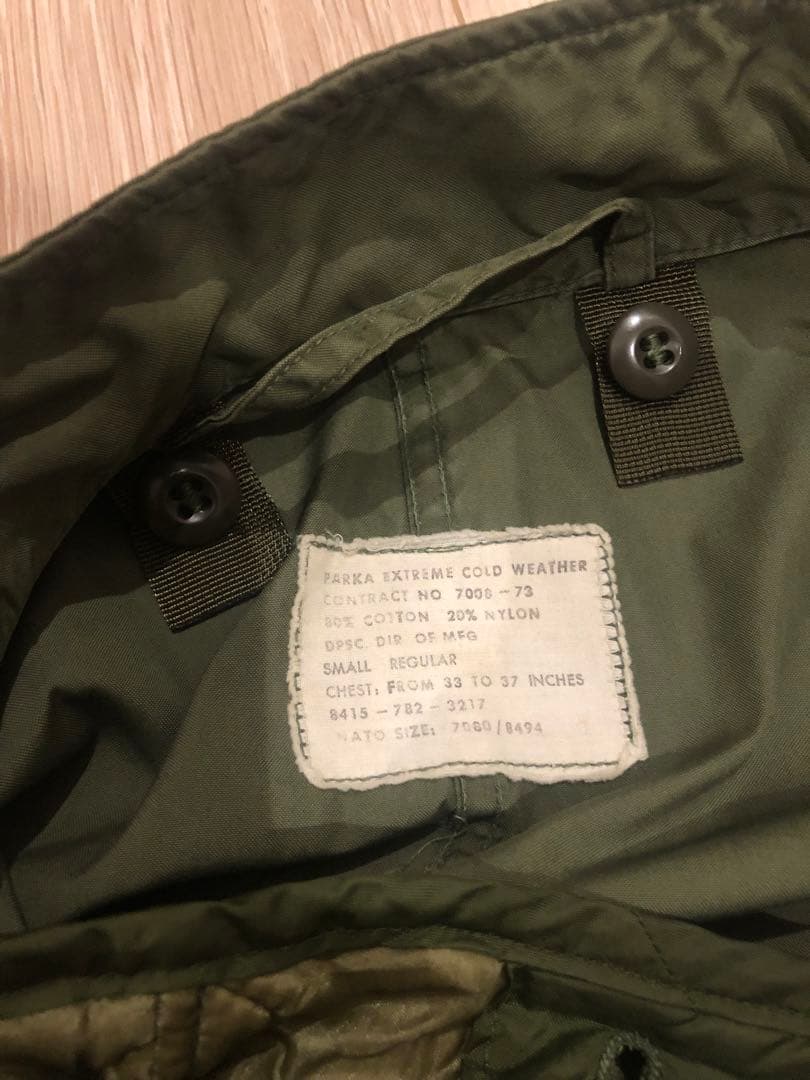 PARKA EXTREME COLD WEATHER
CONTRACT NO 7008-73
80% COTTON 20% NYLON
DPSC. DIR OF MFG
SMALL REGULAR
CHEST: FROM 33 TO 37 INCHES
8415-782-3217
NATO SIZE: 7080/8494